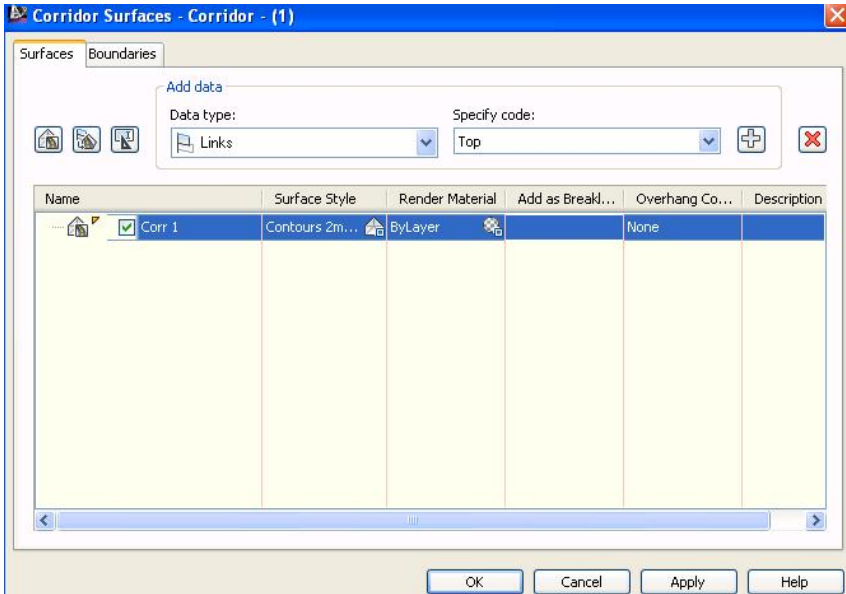 Corridor Surfaces - Corridor - (1)
Surfaces Boundaries
Add data
Data type: Specify code:
Links Top
Name Surface Style Render Material Add as Breakl... Overhang Co... Description
Corr 1 Contours 2m... ByLayer None
OK Cancel Apply Help